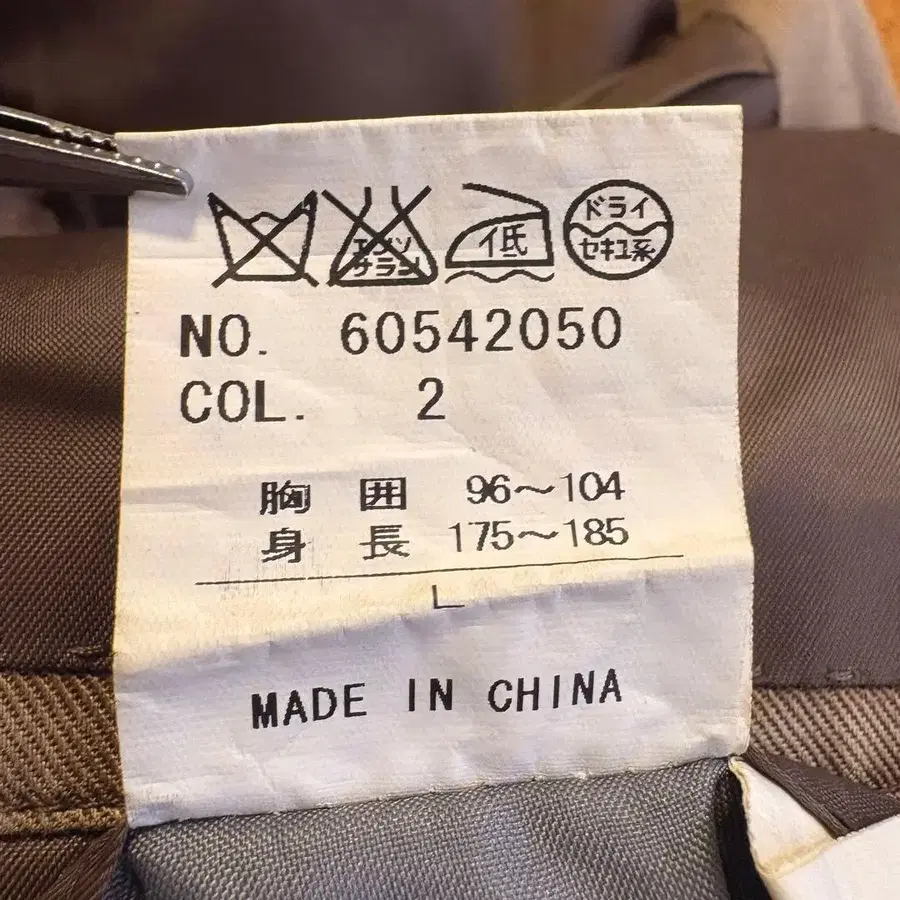 エンソ
サラシ
低
ドライ
セキユ系
NO. 60542050
COL. 2
胸囲 96～104
身長 175～185
L
MADE IN CHINA